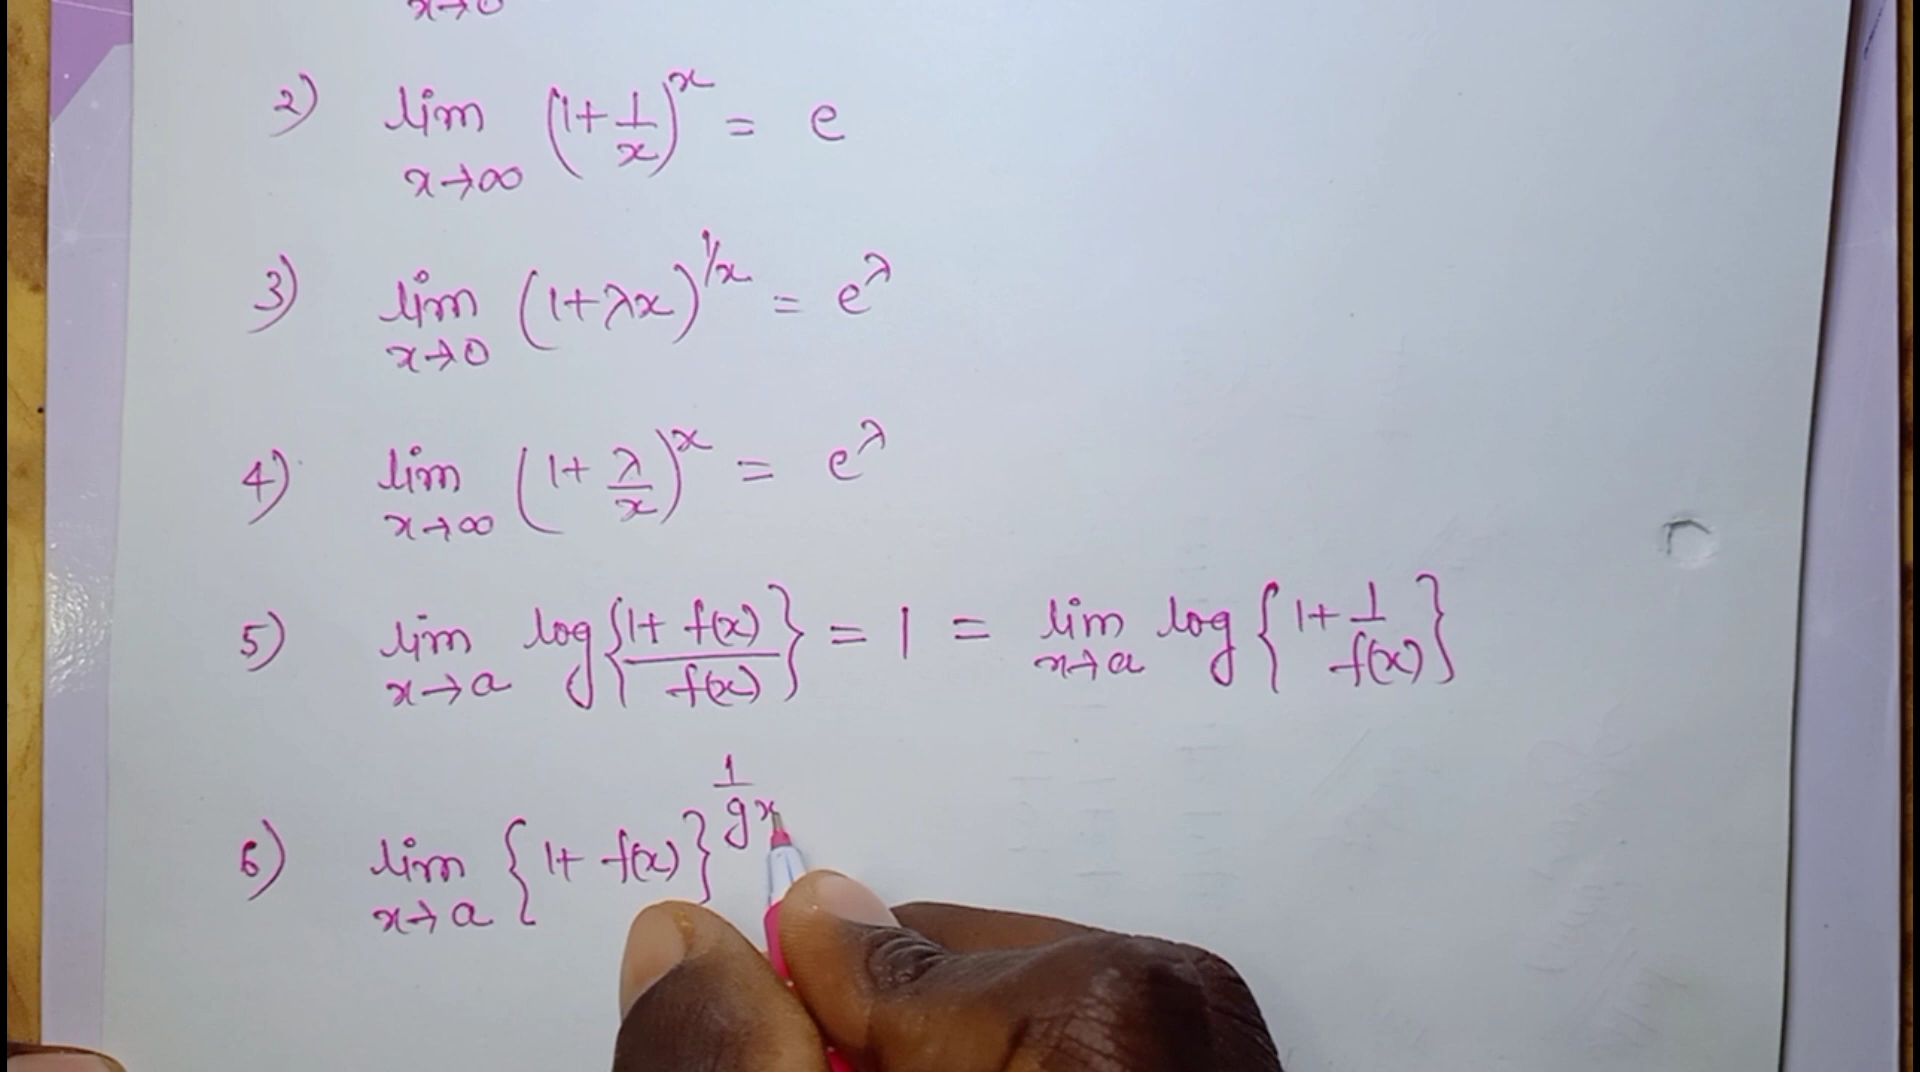 x→0
2) lim x→∞ (1+1/x)^x = e
3) lim x→0 (1+λx)^1/x = e^λ
4) lim x→∞ (1+λ/x)^x = e^λ
5) lim x→a log{1+f(x)/f(x)} = 1 = lim x→a log{1+1/f(x)}
6) lim x→a {1+f(x)}^1/gx